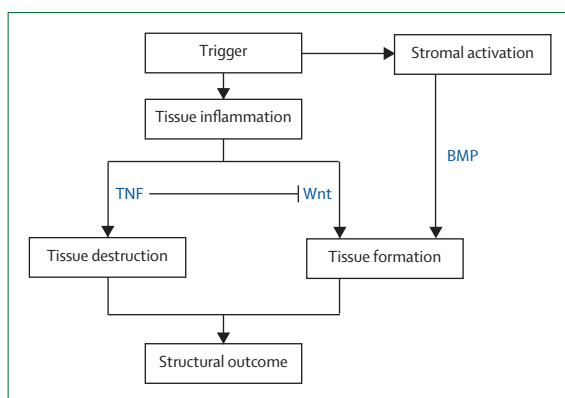 Trigger
Stromal activation
Tissue inflammation
BMP
TNF
Wnt
Tissue destruction
Tissue formation
Structural outcome